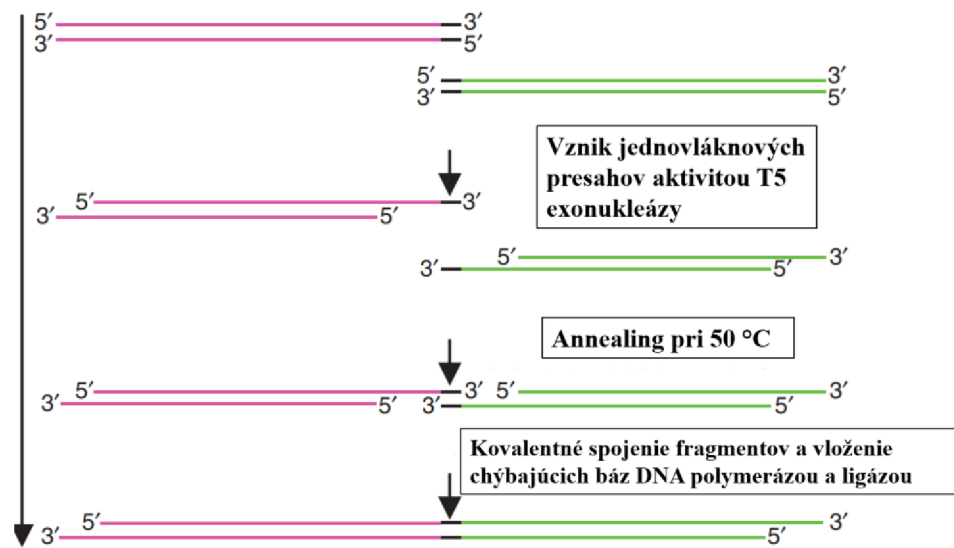 5′ 3′
3′ 5′
5′ 3′
3′ 5′
Vznik jednovláknových
presahov aktivitou T5
exonukleázy
5′ 3′
3′ 5′
5′ 3′
3′ 5′
Annealing pri 50 °C
5′ 3′ 5′ 3′
3′ 5′ 3′ 5′
Kovalentné spojenie fragmentov a vloženie
chýbajúcich báz DNA polymerázou a ligázou
5′ 3′
3′ 5′